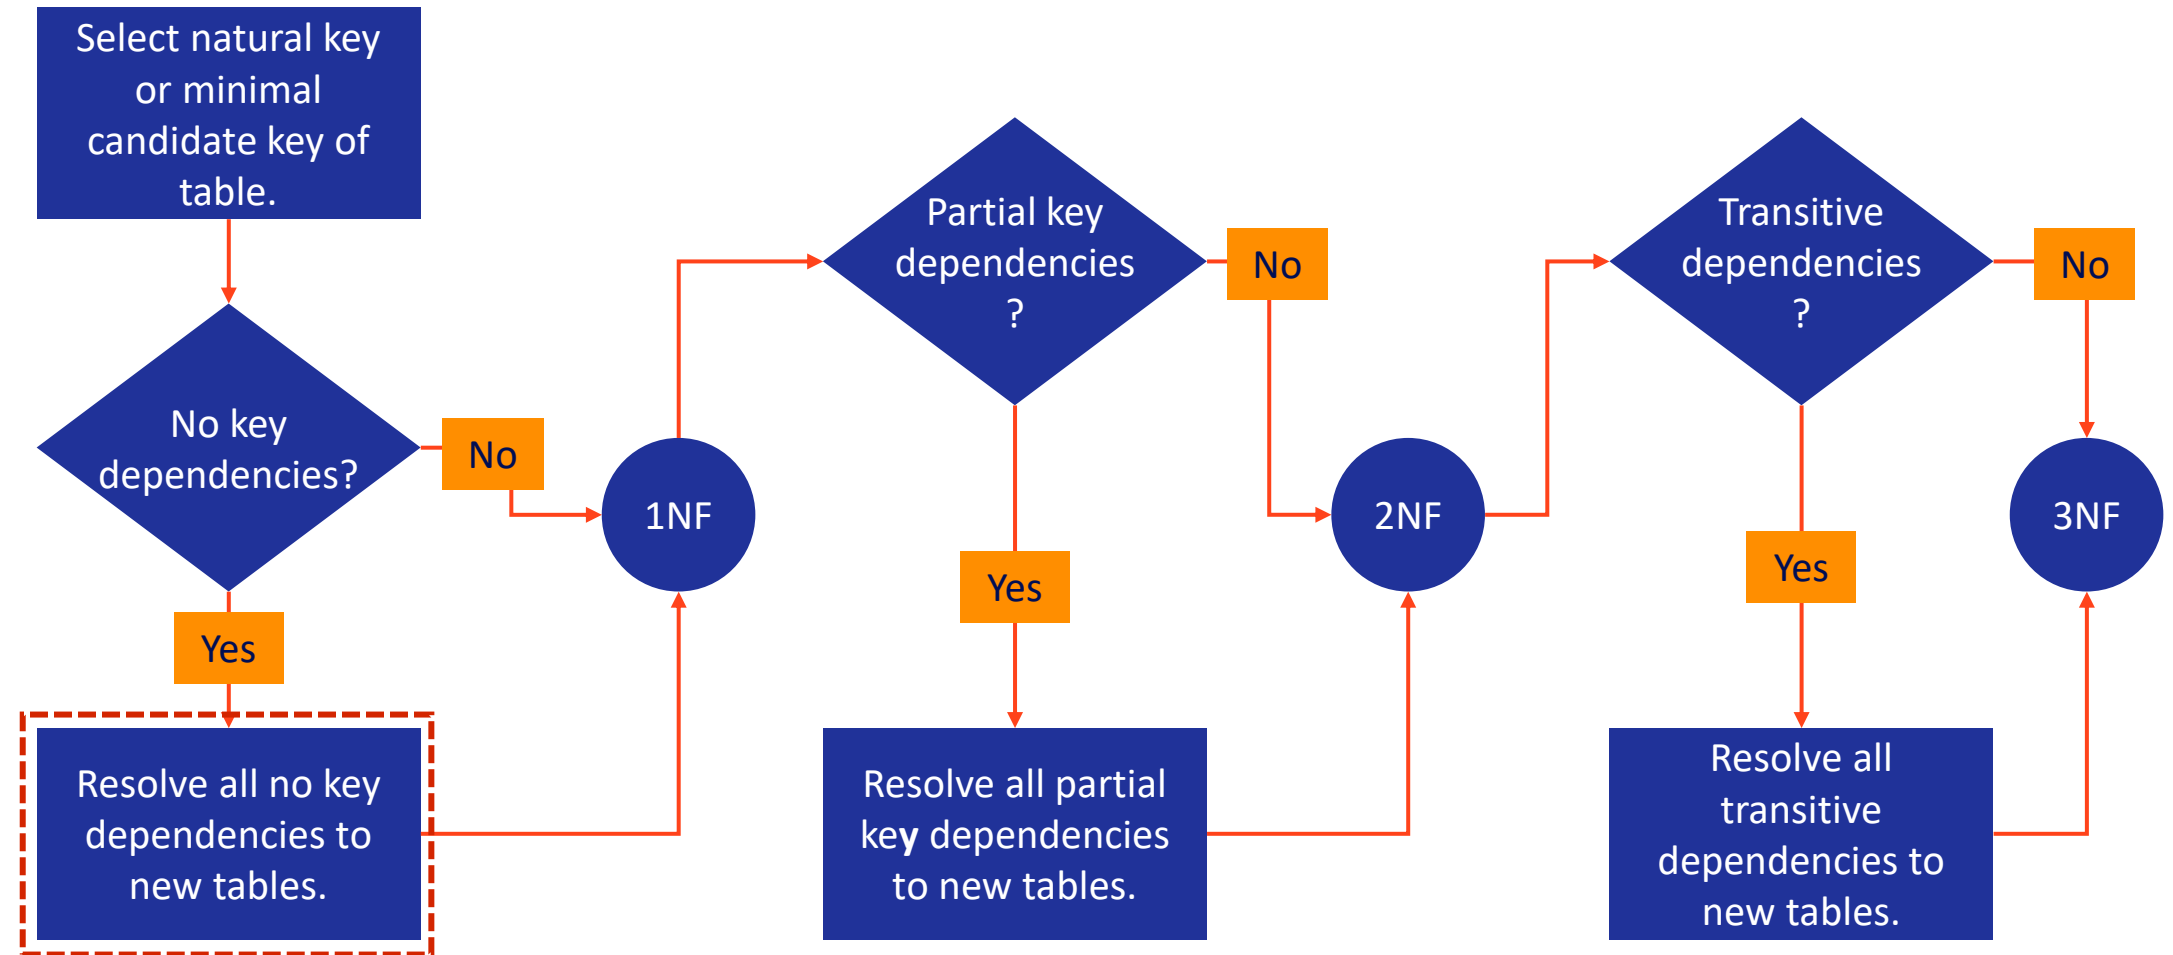 Select natural key
or minimal
candidate key of
table.
No key
dependencies?
No
Yes
Resolve all no key
dependencies to
new tables.
1NF
Partial key
dependencies
?
No
Yes
Resolve all partial
key dependencies
to new tables.
2NF
Transitive
dependencies
?
No
Yes
Resolve all
transitive
dependencies to
new tables.
3NF